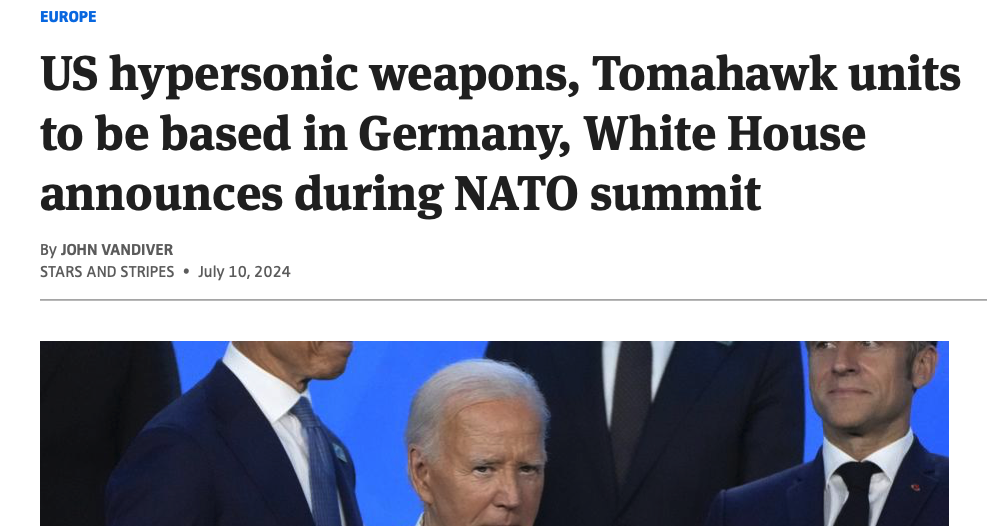 EUROPE
US hypersonic weapons, Tomahawk units
to be based in Germany, White House
announces during NATO summit
By JOHN VANDIVER
STARS AND STRIPES • July 10, 2024